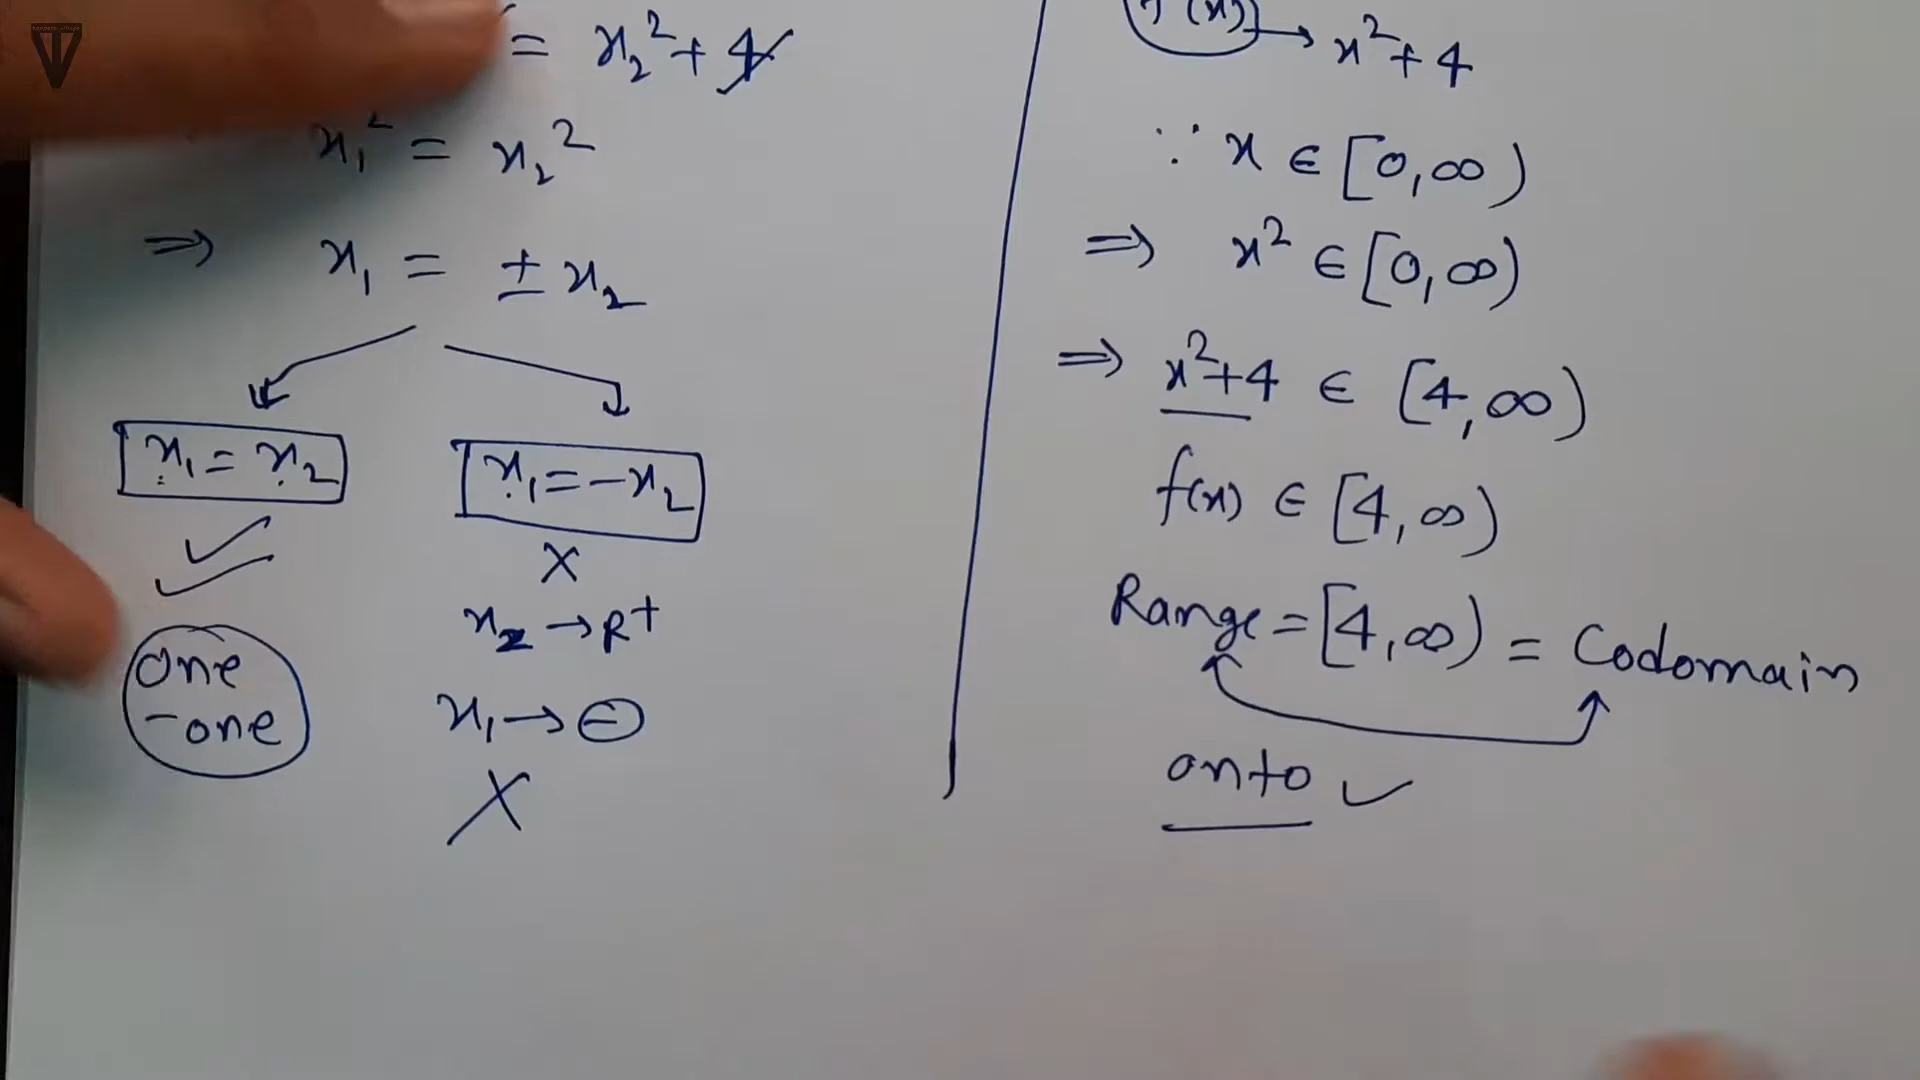 = x₂² + 4
x₁² = x₂²
⇒ x₁ = ± x₂
x₁ = x₂
x₁ = -x₂
X
x₂ → R⁺
one
-one
x₁ → ⊖
X
f(x) → x² + 4
∵ x ∈ [0, ∞)
⇒ x² ∈ [0, ∞)
⇒ x² + 4 ∈ [4, ∞)
f(x) ∈ [4, ∞)
Range = [4, ∞) = Codomain
onto ✓